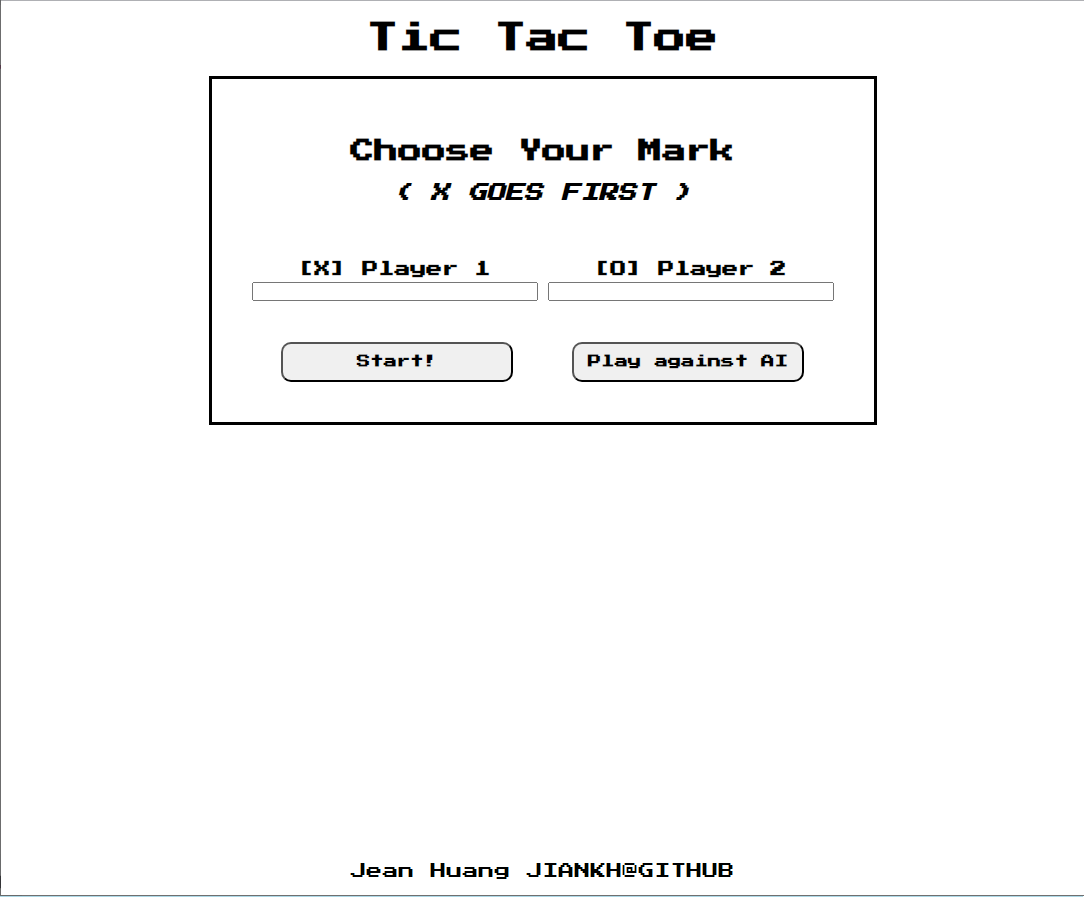 Tic Tac Toe
Choose Your Mark
( X GOES FIRST )
[X] Player 1 [O] Player 2
Start! Play against AI
Jean Huang JIANKH@GITHUB